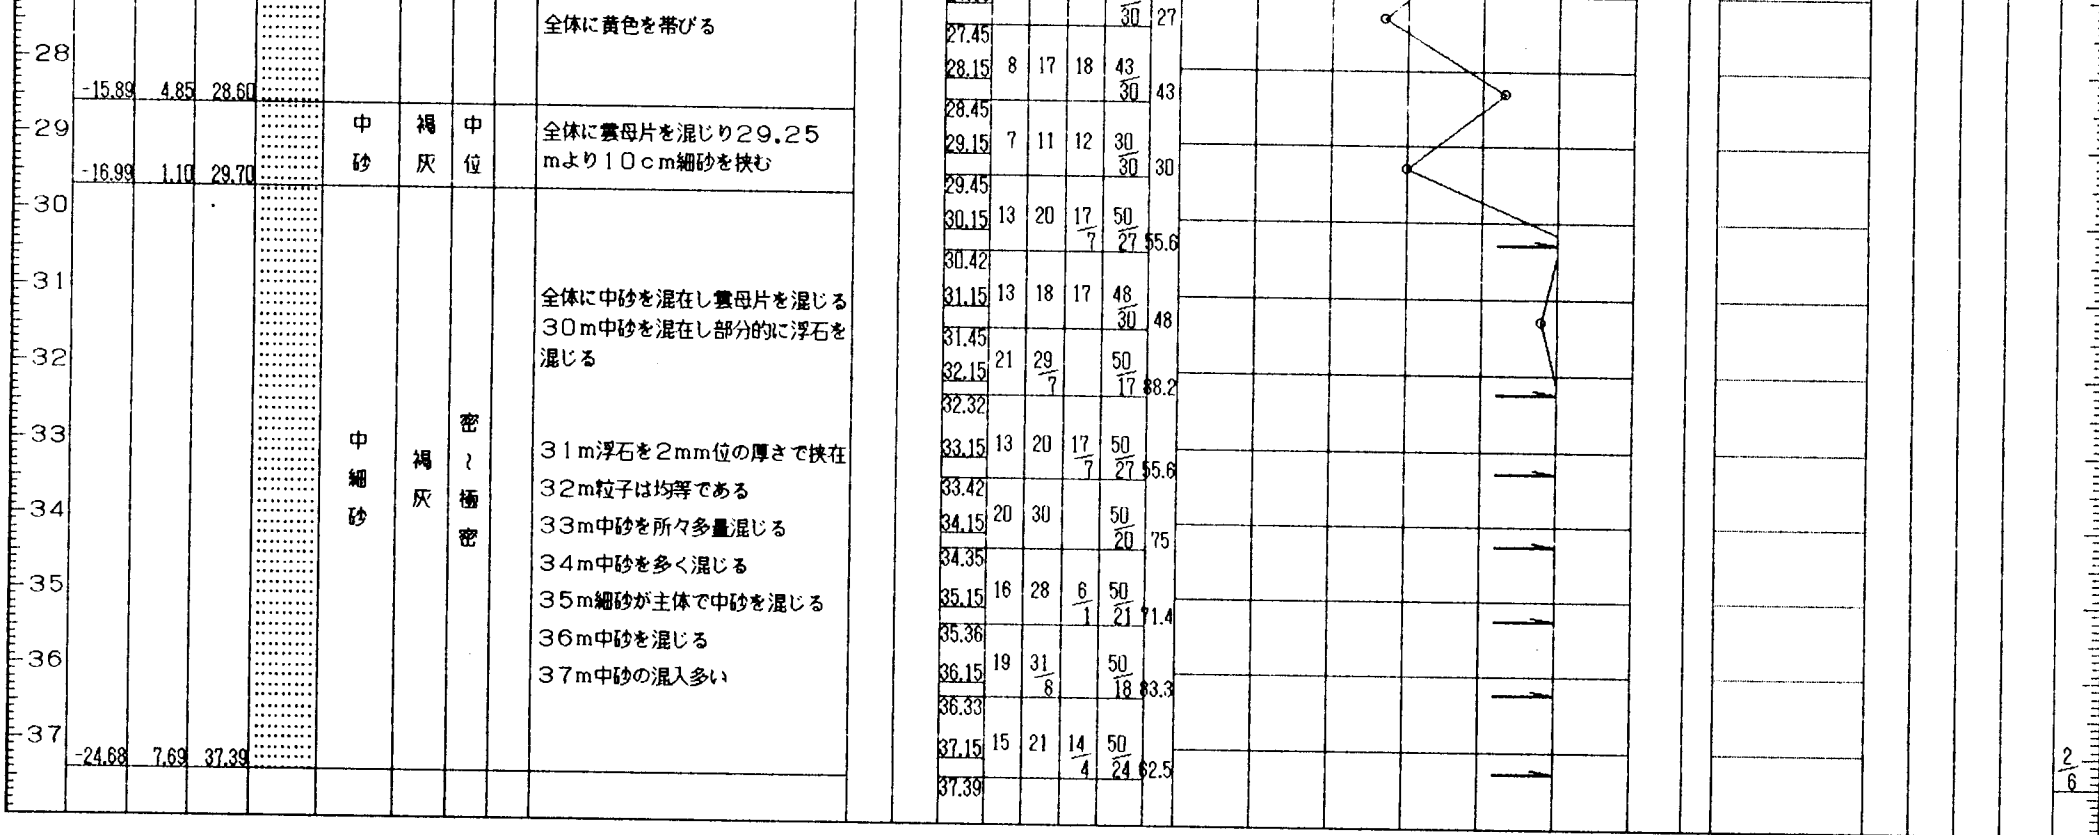 全体に黄色を帯びる
30 27
27.45
28
28.15 8 17 18 43
30 43
-15.89 4.85 28.60
28.45
29
中砂 褐灰 中位
全体に雲母片を混じり29.25
mより10cm細砂を挟む
29.15 7 11 12 30
30 30
-16.99 1.10 29.70
29.45
30
30.15 13 20 17 50
7 27 55.6
30.42
31
全体に中砂を混在し雲母片を混じる
30m中砂を混在し部分的に浮石を
混じる
31.15 13 18 17 48
30 48
31.45
32
32.15 21 29 50
7 17 88.2
32.32
33
中細砂 褐灰 密~極密
31m浮石を2mm位の厚さで挟在
32m粒子は均等である
33m中砂を所々多量混じる
34m中砂を多く混じる
35m細砂が主体で中砂を混じる
36m中砂を混じる
37m中砂の混入多い
33.15 13 20 17 50
7 27 55.6
33.42
34
34.15 20 30 50
20 75
34.35
35
35.15 16 28 6 50
1 21 71.4
35.36
36
36.15 19 31 50
8 18 83.3
36.33
37
37.15 15 21 14 50
4 24 62.5
-24.68 7.69 37.39
37.39
2
6